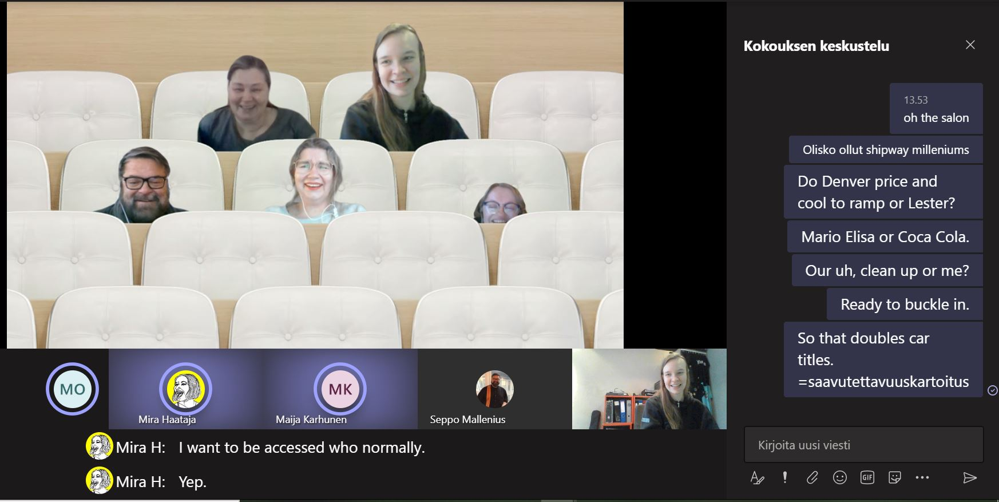 Kokouksen keskustelu
13.53
oh the salon
Olisko ollut shipway milleniums
Do Denver price and
cool to ramp or Lester?
Mario Elisa or Coca Cola.
Our uh, clean up or me?
Ready to buckle in.
So that doubles car
titles.
=saavutettavuuskartoitus
Kirjoita uusi viesti
GIF
MO
Mira Haataja
MK
Maija Karhunen
Seppo Mallenius
Mira H: I want to be accessed who normally.
Mira H: Yep.